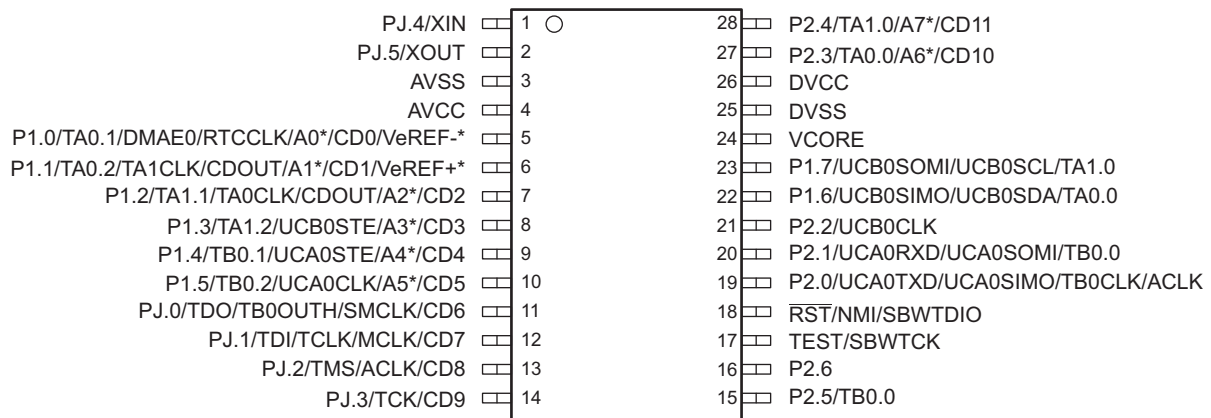 PJ.4/XIN 1 28 P2.4/TA1.0/A7*/CD11
PJ.5/XOUT 2 27 P2.3/TA0.0/A6*/CD10
AVSS 3 26 DVCC
AVCC 4 25 DVSS
P1.0/TA0.1/DMAE0/RTCCLK/A0*/CD0/VeREF-* 5 24 VCORE
P1.1/TA0.2/TA1CLK/CDOUT/A1*/CD1/VeREF+* 6 23 P1.7/UCB0SOMI/UCB0SCL/TA1.0
P1.2/TA1.1/TA0CLK/CDOUT/A2*/CD2 7 22 P1.6/UCB0SIMO/UCB0SDA/TA0.0
P1.3/TA1.2/UCB0STE/A3*/CD3 8 21 P2.2/UCB0CLK
P1.4/TB0.1/UCA0STE/A4*/CD4 9 20 P2.1/UCA0RXD/UCA0SOMI/TB0.0
P1.5/TB0.2/UCA0CLK/A5*/CD5 10 19 P2.0/UCA0TXD/UCA0SIMO/TB0CLK/ACLK
PJ.0/TDO/TB0OUTH/SMCLK/CD6 11 18 RST/NMI/SBWTDIO
PJ.1/TDI/TCLK/MCLK/CD7 12 17 TEST/SBWTCK
PJ.2/TMS/ACLK/CD8 13 16 P2.6
PJ.3/TCK/CD9 14 15 P2.5/TB0.0